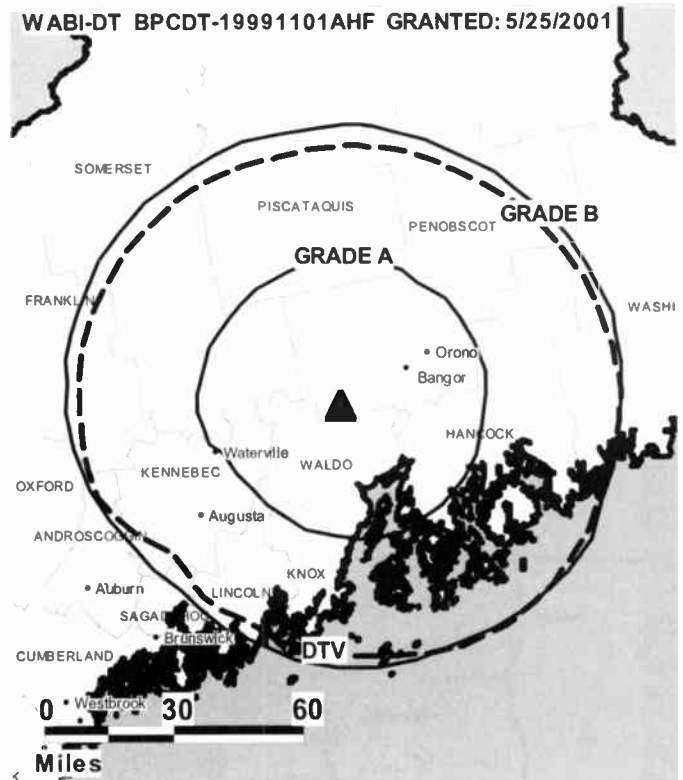 WABI-DT BPCDT-19991101AHF GRANTED: 5/25/2001
SOMERSET
PISCATAQUIS
GRADE B
PENOBSCOT
GRADE A
FRANKLIN
WASHI
Orono
Bangor
HANCOCK
Waterville
WALDO
KENNEBEC
OXFORD
Augusta
ANDROSCOGGIN
KNOX
Auburn
LINCOLN
Brunswick
DTV
CUMBERLAND
Westbrook
0 30 60
Miles